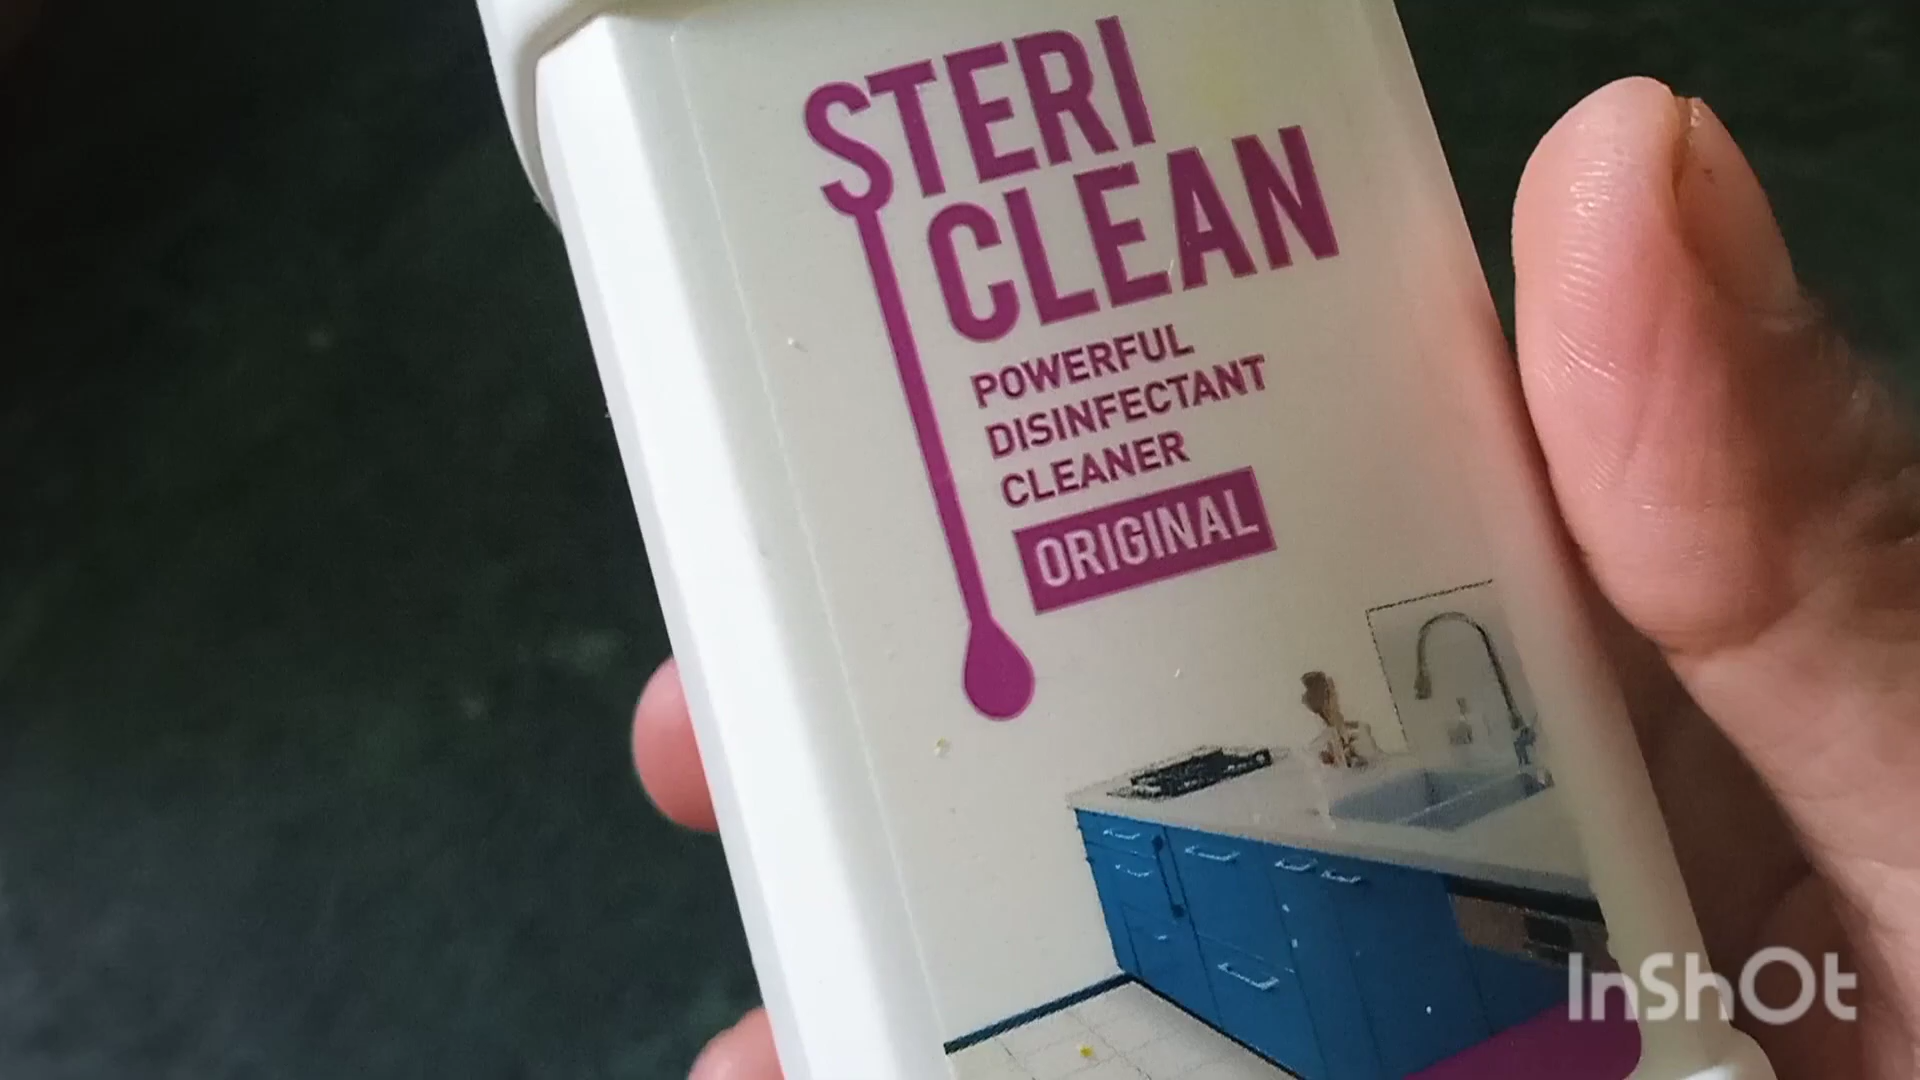 STERI
CLEAN
POWERFUL
DISINFECTANT
CLEANER
ORIGINAL
InShOt